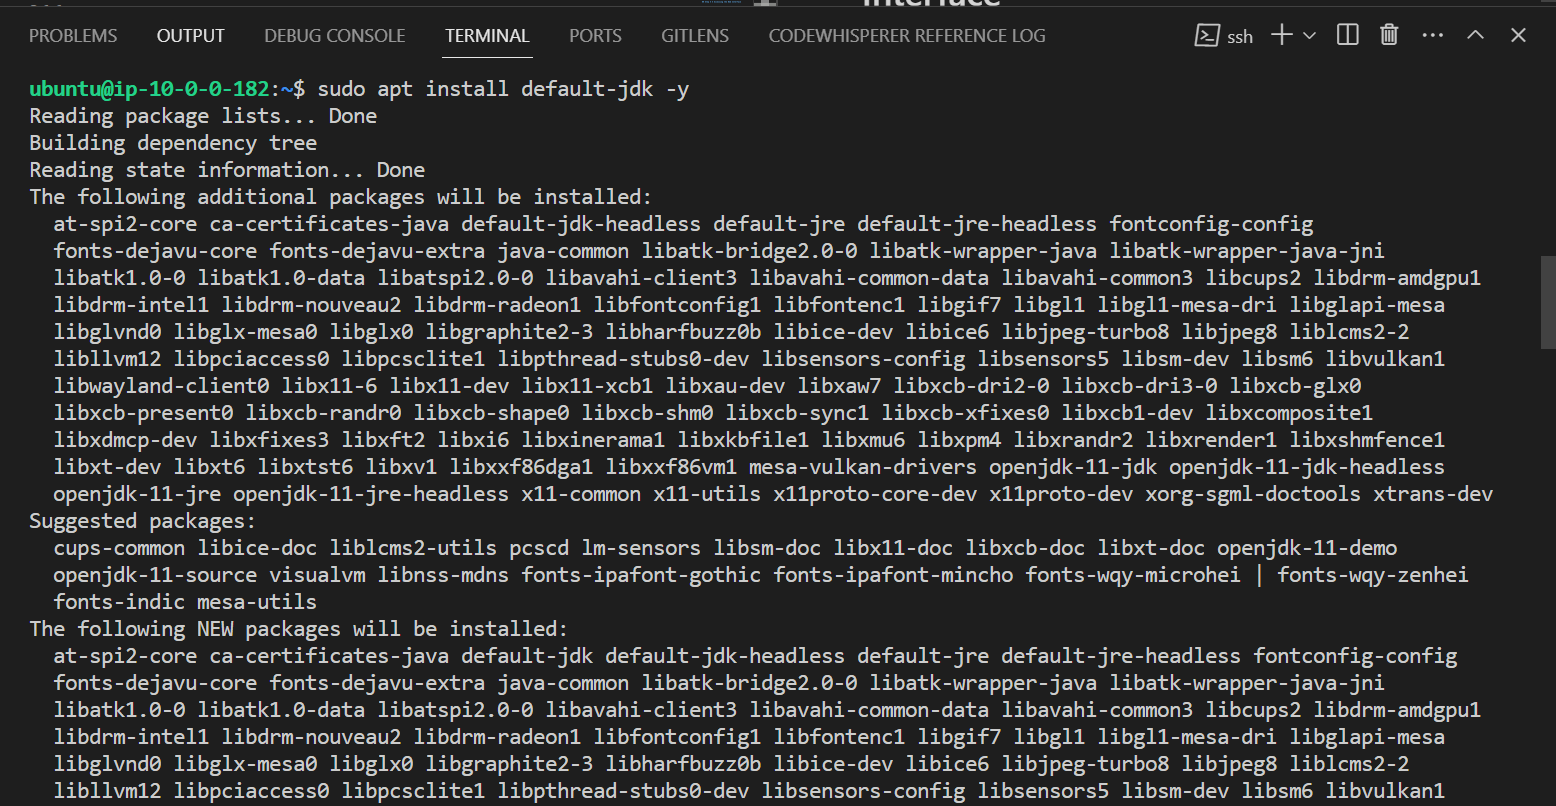 Interface
PROBLEMS OUTPUT DEBUG CONSOLE TERMINAL PORTS GITLENS CODEWHISPERER REFERENCE LOG ssh
ubuntu@ip-10-0-0-182:~$ sudo apt install default-jdk -y
Reading package lists... Done
Building dependency tree
Reading state information... Done
The following additional packages will be installed:
at-spi2-core ca-certificates-java default-jdk-headless default-jre default-jre-headless fontconfig-config
fonts-dejavu-core fonts-dejavu-extra java-common libatk-bridge2.0-0 libatk-wrapper-java libatk-wrapper-java-jni
libatk1.0-0 libatk1.0-data libatspi2.0-0 libavahi-client3 libavahi-common-data libavahi-common3 libcups2 libdrm-amdgpu1
libdrm-intel1 libdrm-nouveau2 libdrm-radeon1 libfontconfig1 libfontenc1 libgif7 libgl1 libgl1-mesa-dri libglapi-mesa
libglvnd0 libglx-mesa0 libglx0 libgraphite2-3 libharfbuzz0b libice-dev libice6 libjpeg-turbo8 libjpeg8 liblcms2-2
libllvm12 libpciaccess0 libpcsclite1 libpthread-stubs0-dev libsensors-config libsensors5 libsm-dev libsm6 libvulkan1
libwayland-client0 libx11-6 libx11-dev libx11-xcb1 libxau-dev libxaw7 libxcb-dri2-0 libxcb-dri3-0 libxcb-glx0
libxcb-present0 libxcb-randr0 libxcb-shape0 libxcb-shm0 libxcb-sync1 libxcb-xfixes0 libxcb1-dev libxcomposite1
libxdmcp-dev libxfixes3 libxft2 libxi6 libxinerama1 libxkbfile1 libxmu6 libxpm4 libxrandr2 libxrender1 libxshmfence1
libxt-dev libxt6 libxtst6 libxv1 libxxf86dga1 libxxf86vm1 mesa-vulkan-drivers openjdk-11-jdk openjdk-11-jdk-headless
openjdk-11-jre openjdk-11-jre-headless x11-common x11-utils x11proto-core-dev x11proto-dev xorg-sgml-doctools xtrans-dev
Suggested packages:
cups-common libice-doc liblcms2-utils pcscd lm-sensors libsm-doc libx11-doc libxcb-doc libxt-doc openjdk-11-demo
openjdk-11-source visualvm libnss-mdns fonts-ipafont-gothic fonts-ipafont-mincho fonts-wqy-microhei | fonts-wqy-zenhei
fonts-indic mesa-utils
The following NEW packages will be installed:
at-spi2-core ca-certificates-java default-jdk default-jdk-headless default-jre default-jre-headless fontconfig-config
fonts-dejavu-core fonts-dejavu-extra java-common libatk-bridge2.0-0 libatk-wrapper-java libatk-wrapper-java-jni
libatk1.0-0 libatk1.0-data libatspi2.0-0 libavahi-client3 libavahi-common-data libavahi-common3 libcups2 libdrm-amdgpu1
libdrm-intel1 libdrm-nouveau2 libdrm-radeon1 libfontconfig1 libfontenc1 libgif7 libgl1 libgl1-mesa-dri libglapi-mesa
libglvnd0 libglx-mesa0 libglx0 libgraphite2-3 libharfbuzz0b libice-dev libice6 libjpeg-turbo8 libjpeg8 liblcms2-2
libllvm12 libpciaccess0 libpcsclite1 libpthread-stubs0-dev libsensors-config libsensors5 libsm-dev libsm6 libvulkan1